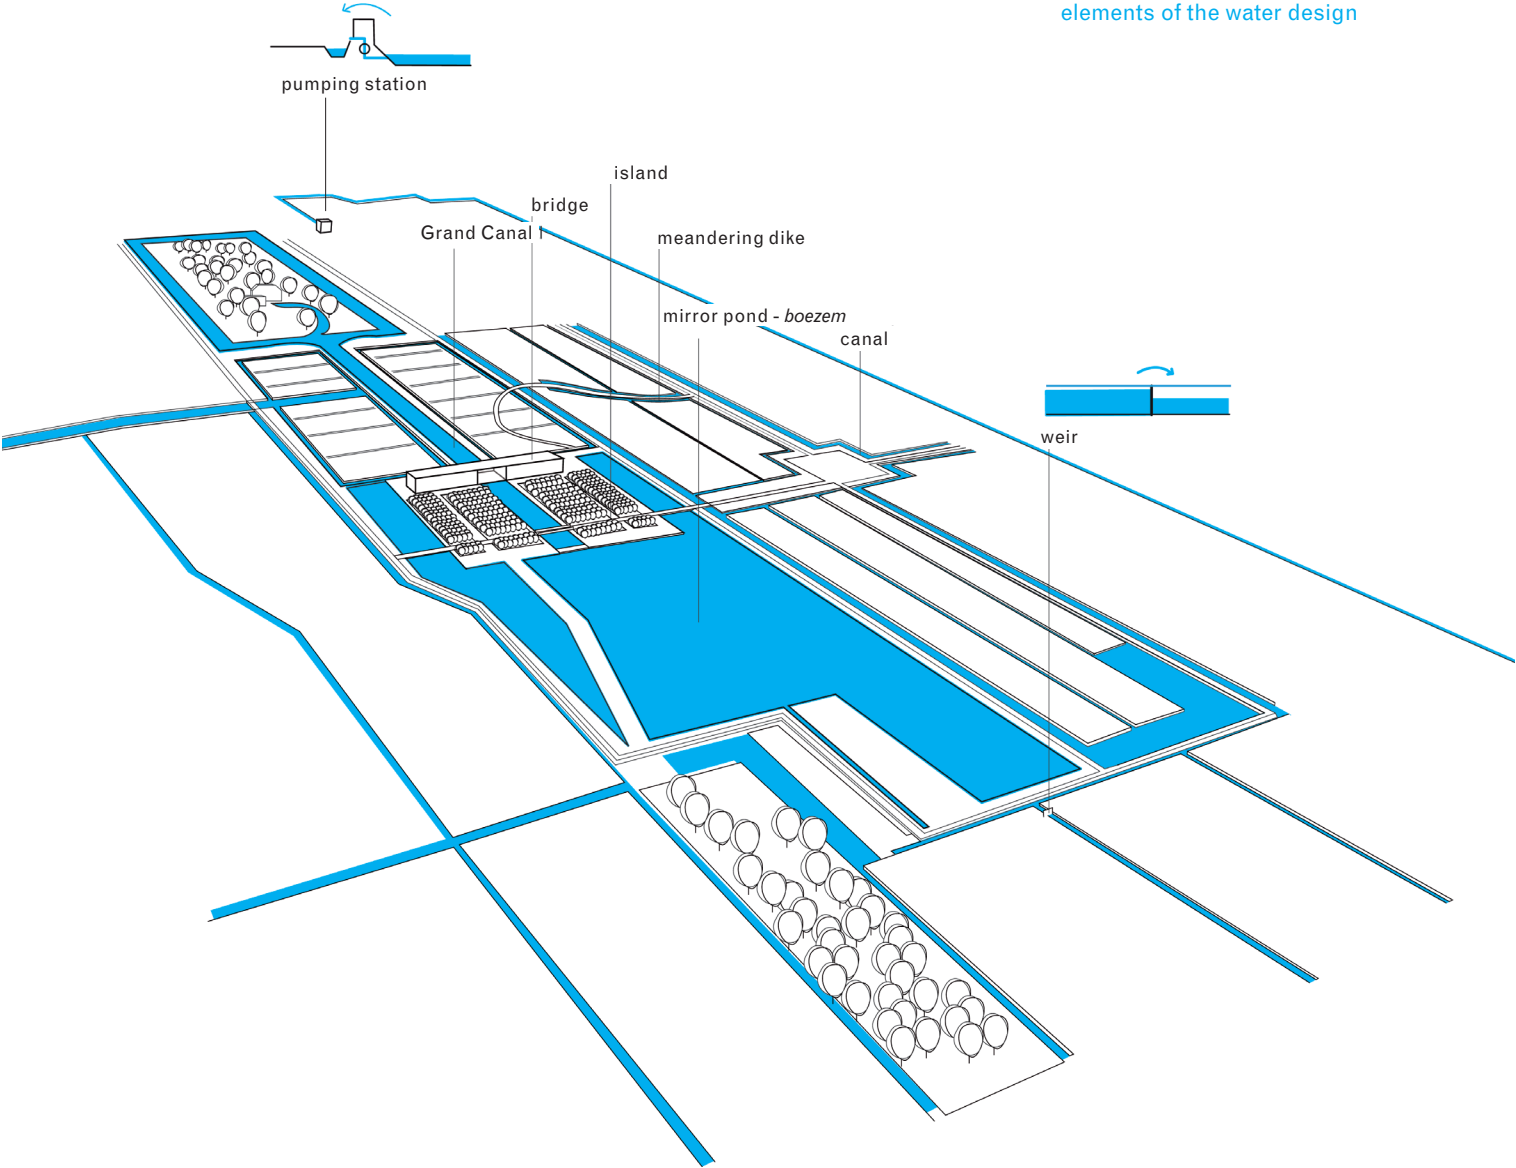 elements of the water design
pumping station
island
bridge
Grand Canal
meandering dike
mirror pond - boezem
canal
weir